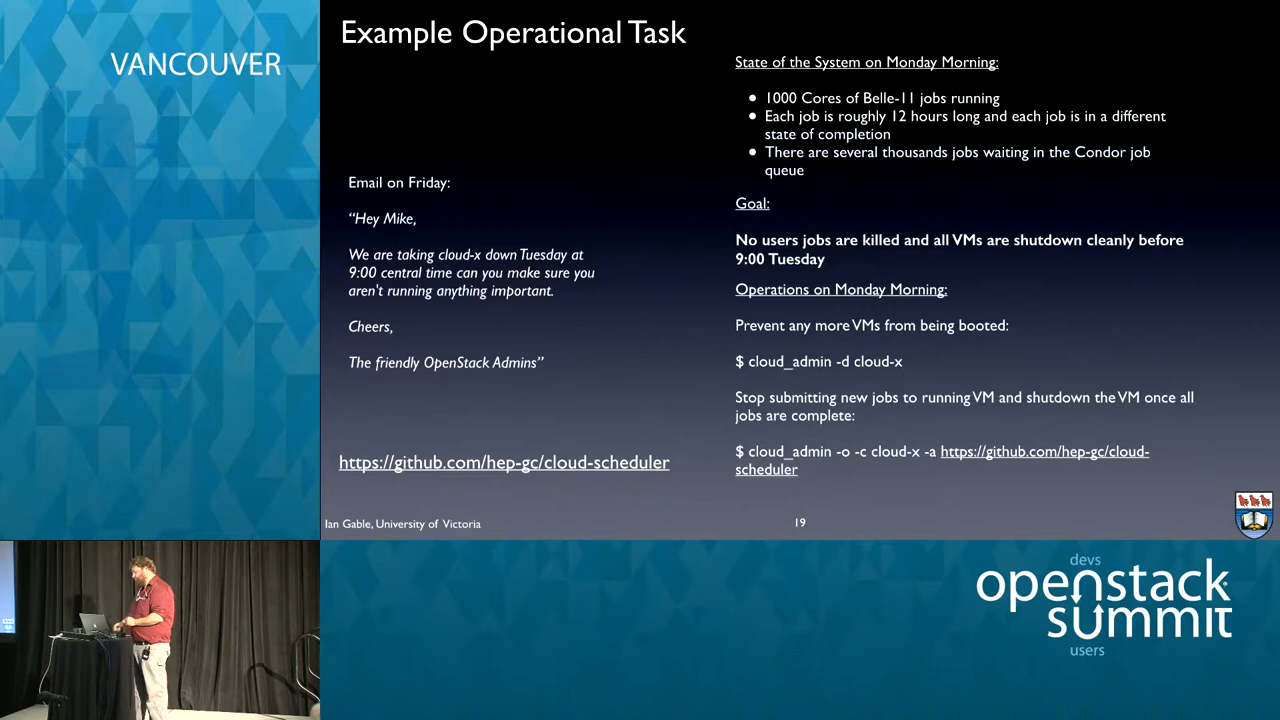 VANCOUVER
Example Operational Task
Email on Friday:
“Hey Mike,
We are taking cloud-x down Tuesday at
9:00 central time can you make sure you
aren't running anything important.
Cheers,
The friendly OpenStack Admins”
https://github.com/hep-gc/cloud-scheduler
State of the System on Monday Morning:
• 1000 Cores of Belle-11 jobs running
• Each job is roughly 12 hours long and each job is in a different
state of completion
• There are several thousands jobs waiting in the Condor job
queue
Goal:
No users jobs are killed and all VMs are shutdown cleanly before
9:00 Tuesday
Operations on Monday Morning:
Prevent any more VMs from being booted:
$ cloud_admin -d cloud-x
Stop submitting new jobs to running VM and shutdown the VM once all
jobs are complete:
$ cloud_admin -o -c cloud-x -a https://github.com/hep-gc/cloud-
scheduler
Ian Gable, University of Victoria
19
devs
openstack
summit
users